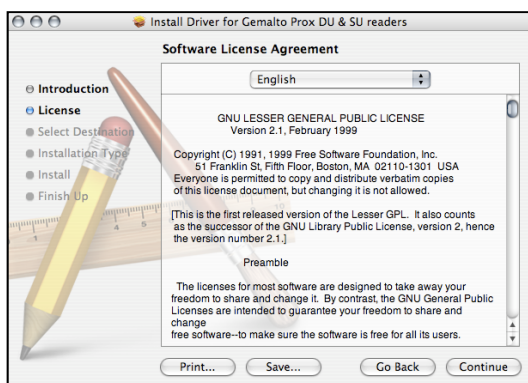 Install Driver for Gemalto Prox DU & SU readers
Software License Agreement
English
Introduction
License
Select Destination
Installation Type
Install
Finish Up
GNU LESSER GENERAL PUBLIC LICENSE
Version 2.1, February 1999
Copyright (C) 1991, 1999 Free Software Foundation, Inc.
51 Franklin St, Fifth Floor, Boston, MA 02110-1301 USA
Everyone is permitted to copy and distribute verbatim copies
of this license document, but changing it is not allowed.
[This is the first released version of the Lesser GPL. It also counts
as the successor of the GNU Library Public License, version 2, hence
the version number 2.1.]
Preamble
The licenses for most software are designed to take away your
freedom to share and change it. By contrast, the GNU General Public
Licenses are intended to guarantee your freedom to share and
change
free software--to make sure the software is free for all its users.
Print...
Save...
Go Back
Continue